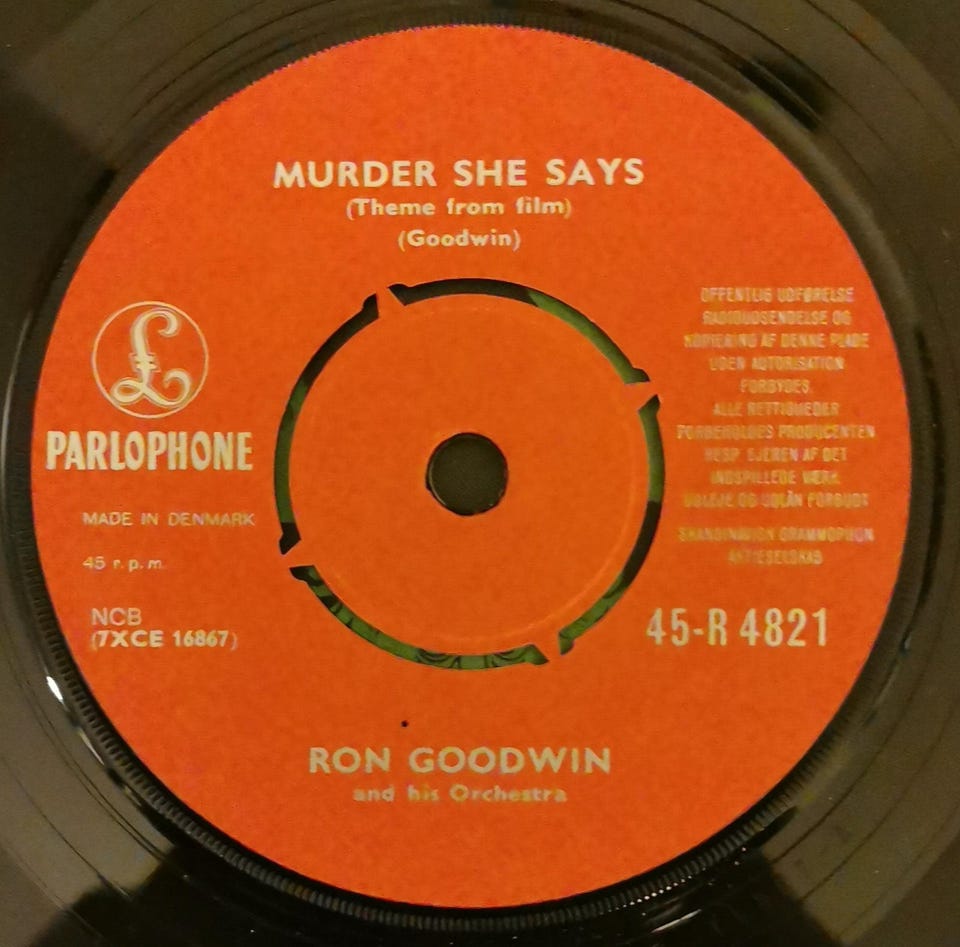 MURDER SHE SAYS
(Theme from film)
(Goodwin)
£
PARLOPHONE
MADE IN DENMARK
45 r.p.m.
NCB
(7XCE 16867)
OFFENTLIG UDFØRELSE
RADIOUDSENDELSE OG
KOPIERING AF DENNE PLADE
UDEN AUTORISATION
FORBYDES
ALLE RETTIGHEDER
FORBEHOLDES PRODUCENTEN
RESP. EJEREN AF DET
INDSPILLEDE VÆRK
UDLEJE OG UDLÅN FORBUDT
SKANDINAVISK GRAMMOPHON
AKTIESELSKAB
45-R 4821
RON GOODWIN
and his Orchestra